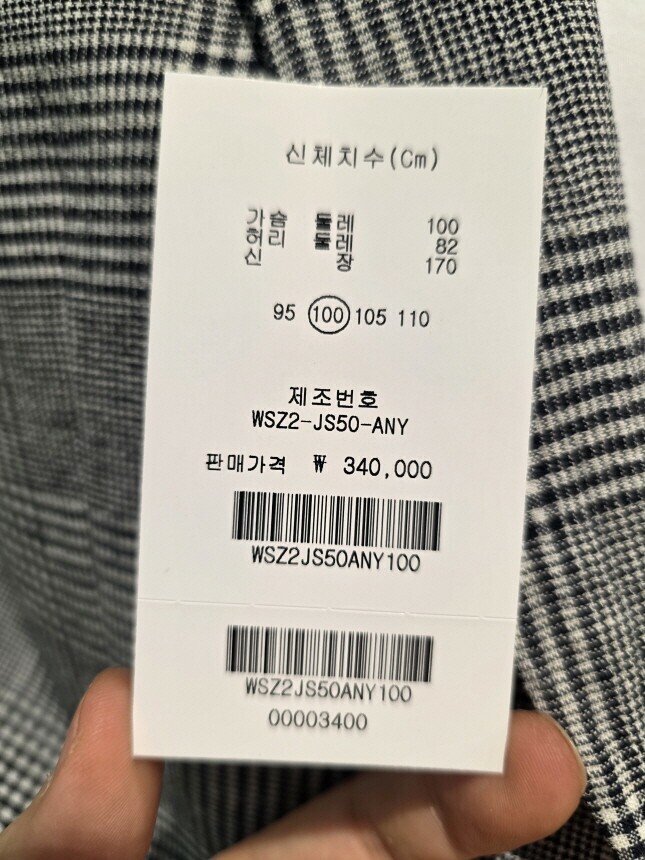 신체치수(Cm)
가슴 둘레 100
허리 둘레 82
신 장 170
95 100 105 110
제조번호
WSZ2-JS50-ANY
판매가격 ₩ 340,000
WSZ2JS50ANY100
WSZ2JS50ANY100
00003400